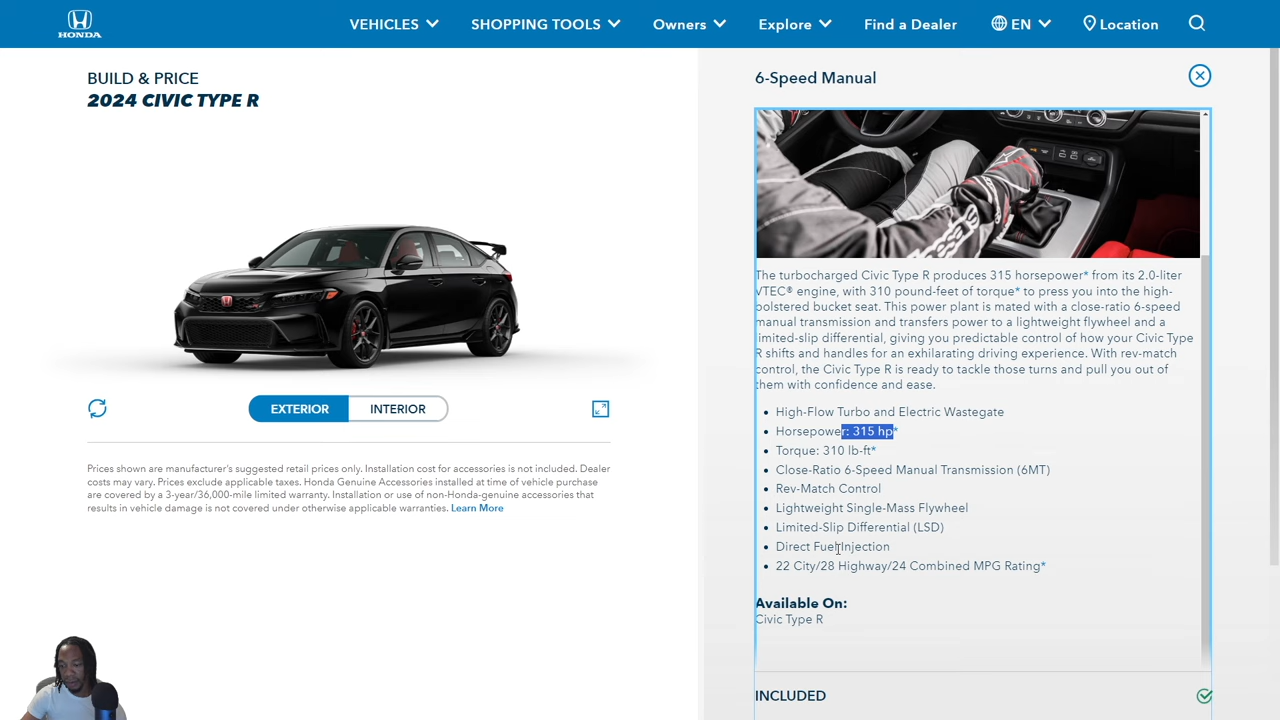 HONDA
VEHICLES
SHOPPING TOOLS
Owners
Explore
Find a Dealer
EN
Location
BUILD & PRICE
2024 CIVIC TYPE R
EXTERIOR
INTERIOR
Prices shown are manufacturer's suggested retail prices only. Installation cost for accessories is not included. Dealer
costs may vary. Prices exclude applicable taxes. Honda Genuine Accessories installed at time of vehicle purchase
are covered by a 3-year/36,000-mile limited warranty. Installation or use of non-Honda-genuine accessories that
results in vehicle damage is not covered under otherwise applicable warranties. Learn More
6-Speed Manual
The turbocharged Civic Type R produces 315 horsepower* from its 2.0-liter
VTEC® engine, with 310 pound-feet of torque* to press you into the high-
bolstered bucket seat. This power plant is mated with a close-ratio 6-speed
manual transmission and transfers power to a lightweight flywheel and a
limited-slip differential, giving you predictable control of how your Civic Type
R shifts and handles for an exhilarating driving experience. With rev-match
control, the Civic Type R is ready to tackle those turns and pull you out of
them with confidence and ease.
• High-Flow Turbo and Electric Wastegate
• Horsepower: 315 hp*
• Torque: 310 lb-ft*
• Close-Ratio 6-Speed Manual Transmission (6MT)
• Rev-Match Control
• Lightweight Single-Mass Flywheel
• Limited-Slip Differential (LSD)
• Direct Fuel Injection
• 22 City/28 Highway/24 Combined MPG Rating*
Available On:
Civic Type R
INCLUDED